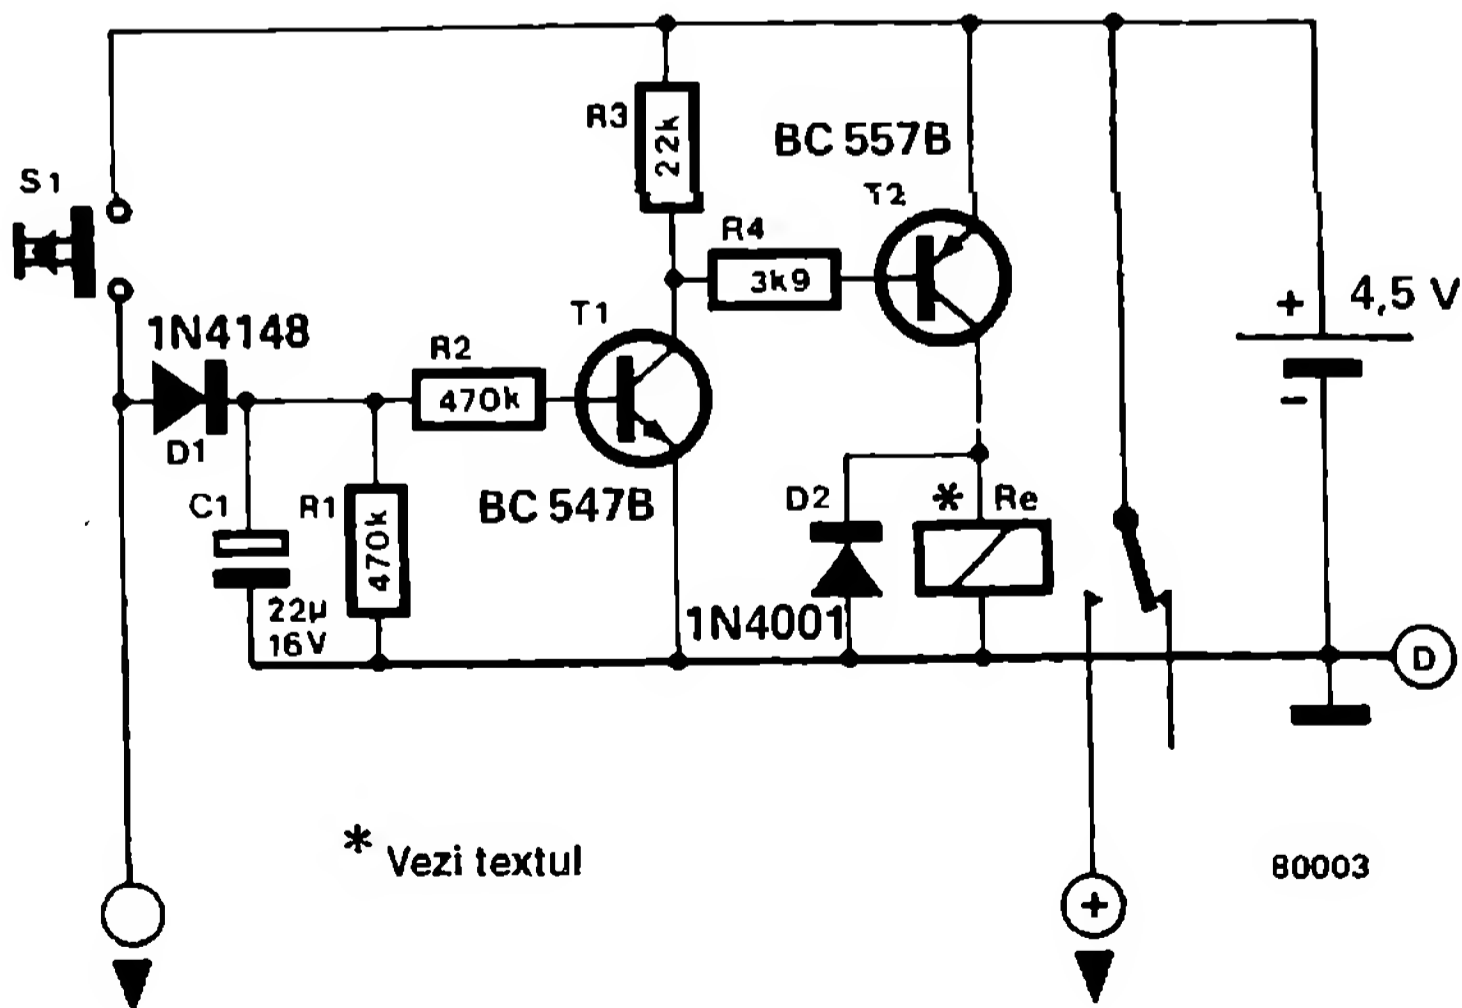 R3
22k
BC 557B
S1
T2
R4
3k9
+
4,5 V
1N4148
T1
R2
470k
-
D1
C1
R1
470k
BC 547B
D2
*
Re
22µ
16V
1N4001
D
* Vezi textul
80003
+